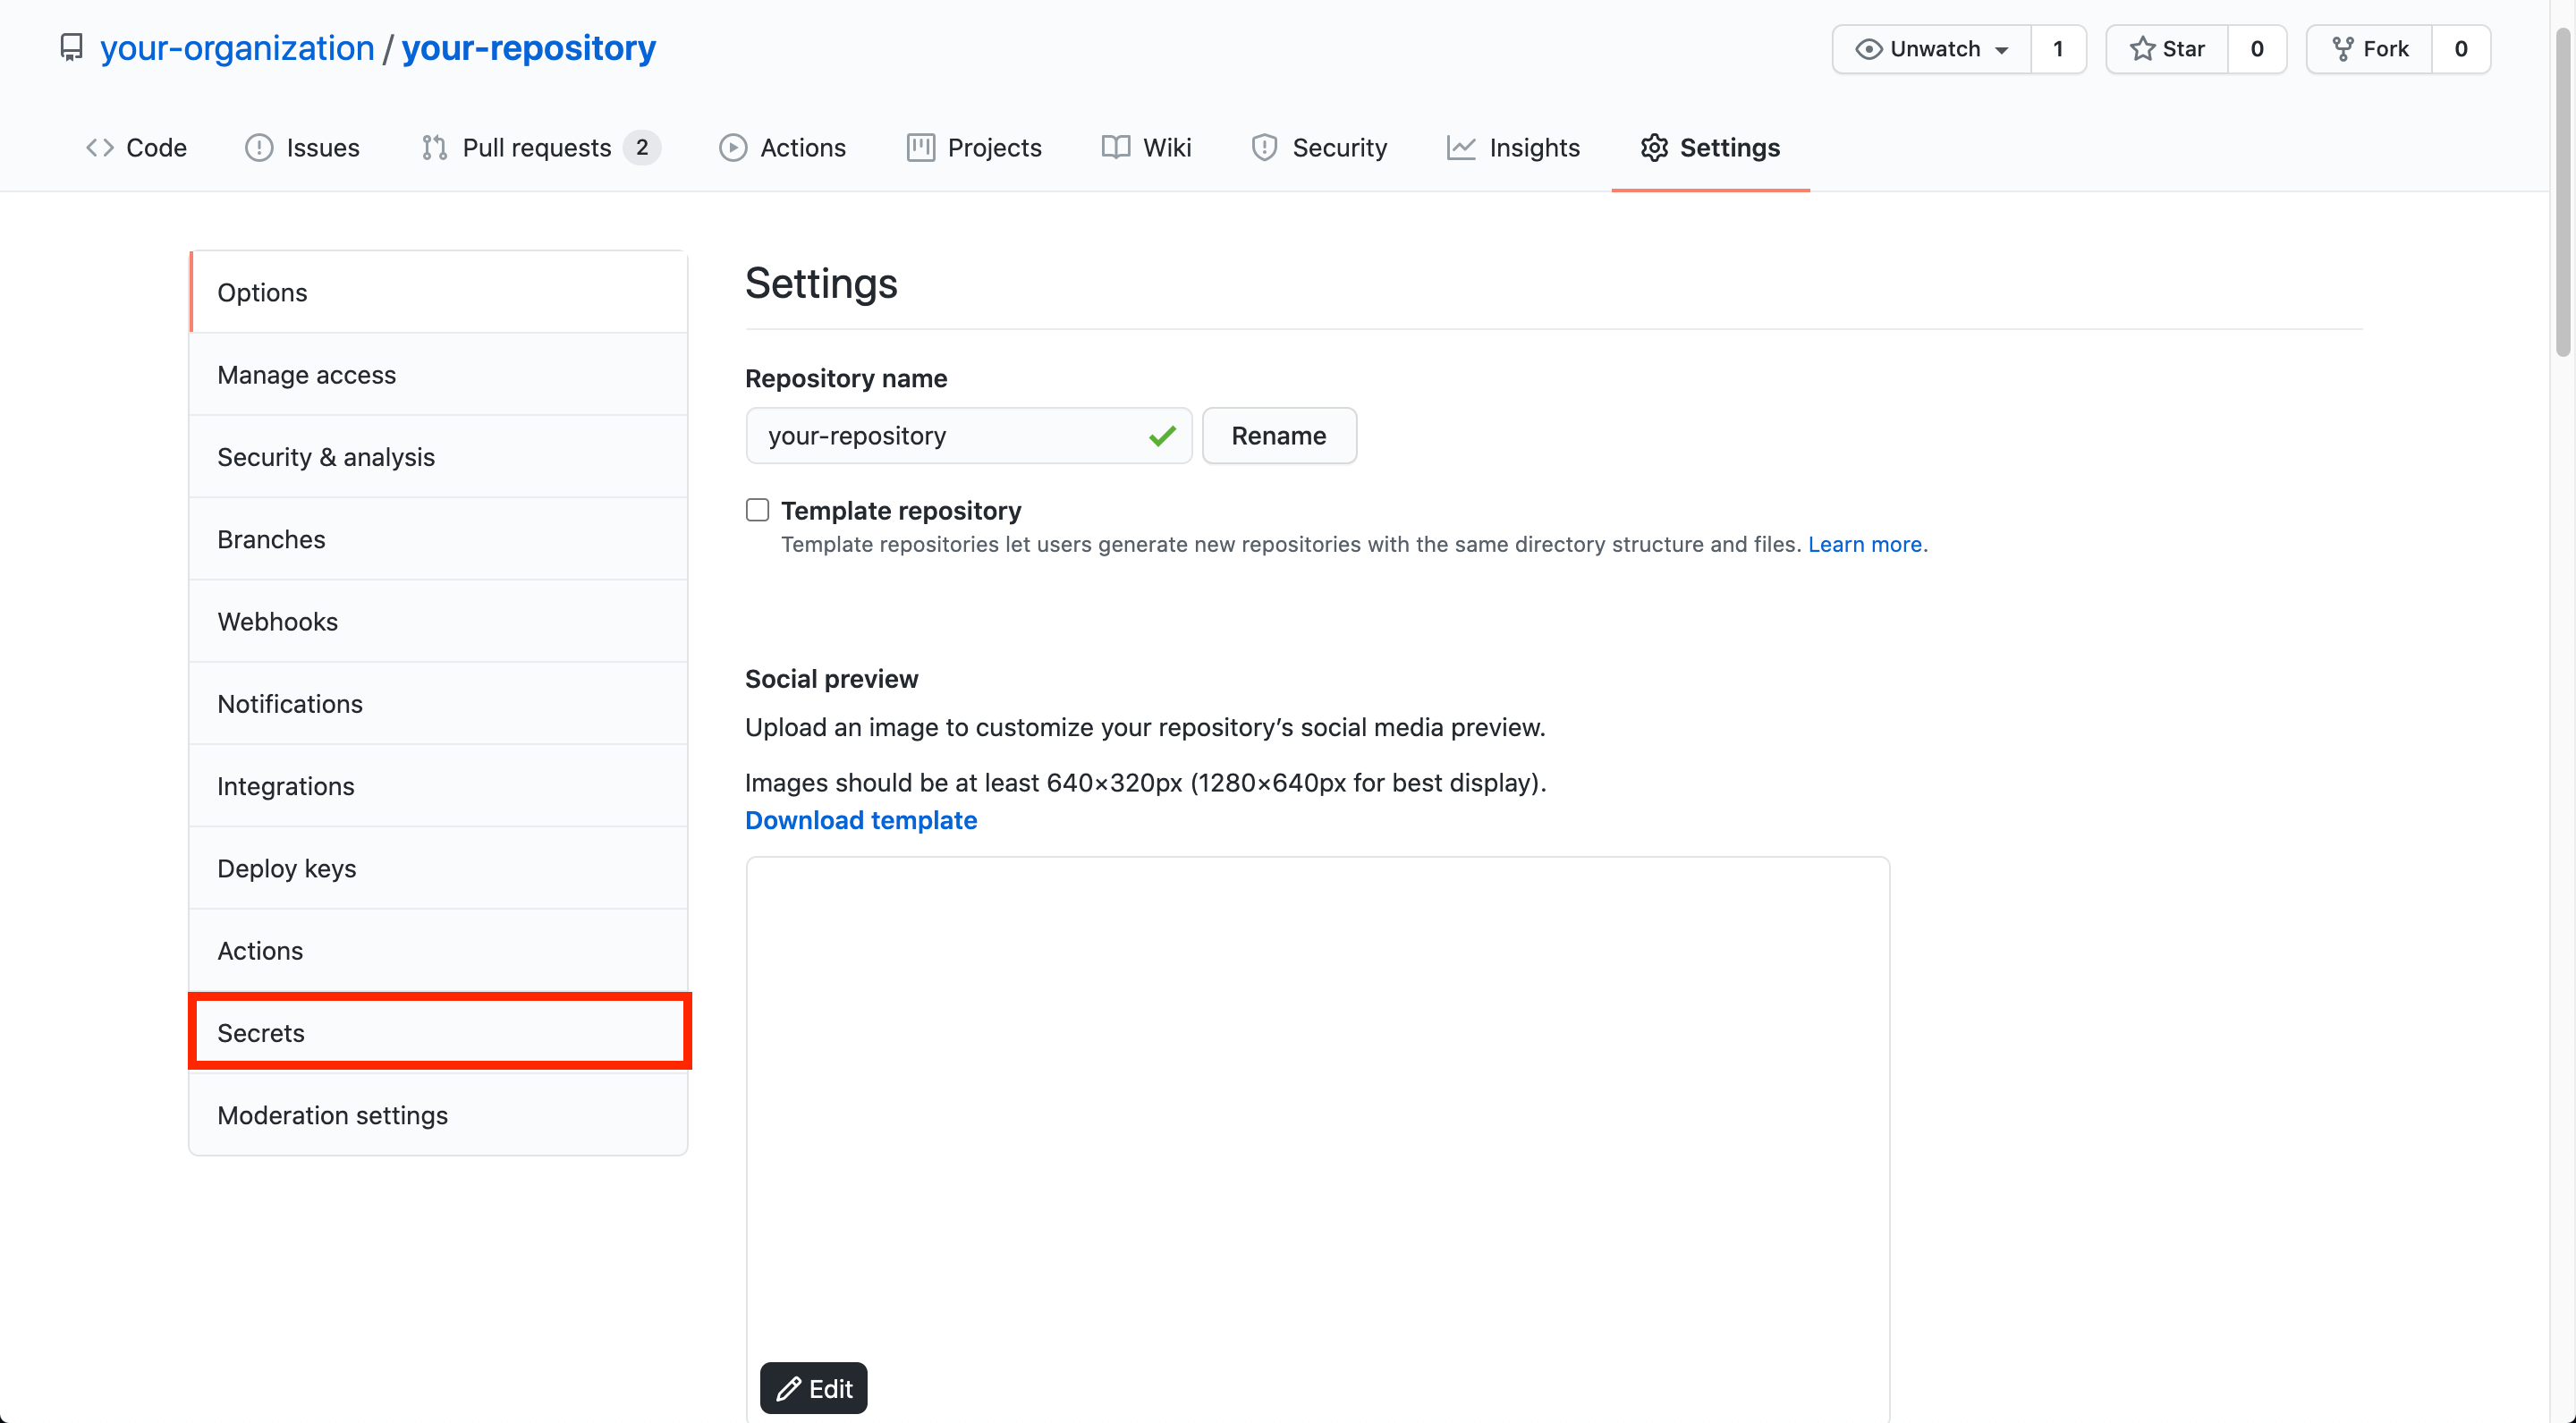 your-organization / your-repository
Unwatch 1 Star 0 Fork 0
Code Issues Pull requests 2 Actions Projects Wiki Security Insights Settings
Options
Manage access
Security & analysis
Branches
Webhooks
Notifications
Integrations
Deploy keys
Actions
Secrets
Moderation settings
Settings
Repository name
your-repository Rename
Template repository
Template repositories let users generate new repositories with the same directory structure and files. Learn more.
Social preview
Upload an image to customize your repository’s social media preview.
Images should be at least 640×320px (1280×640px for best display).
Download template
Edit